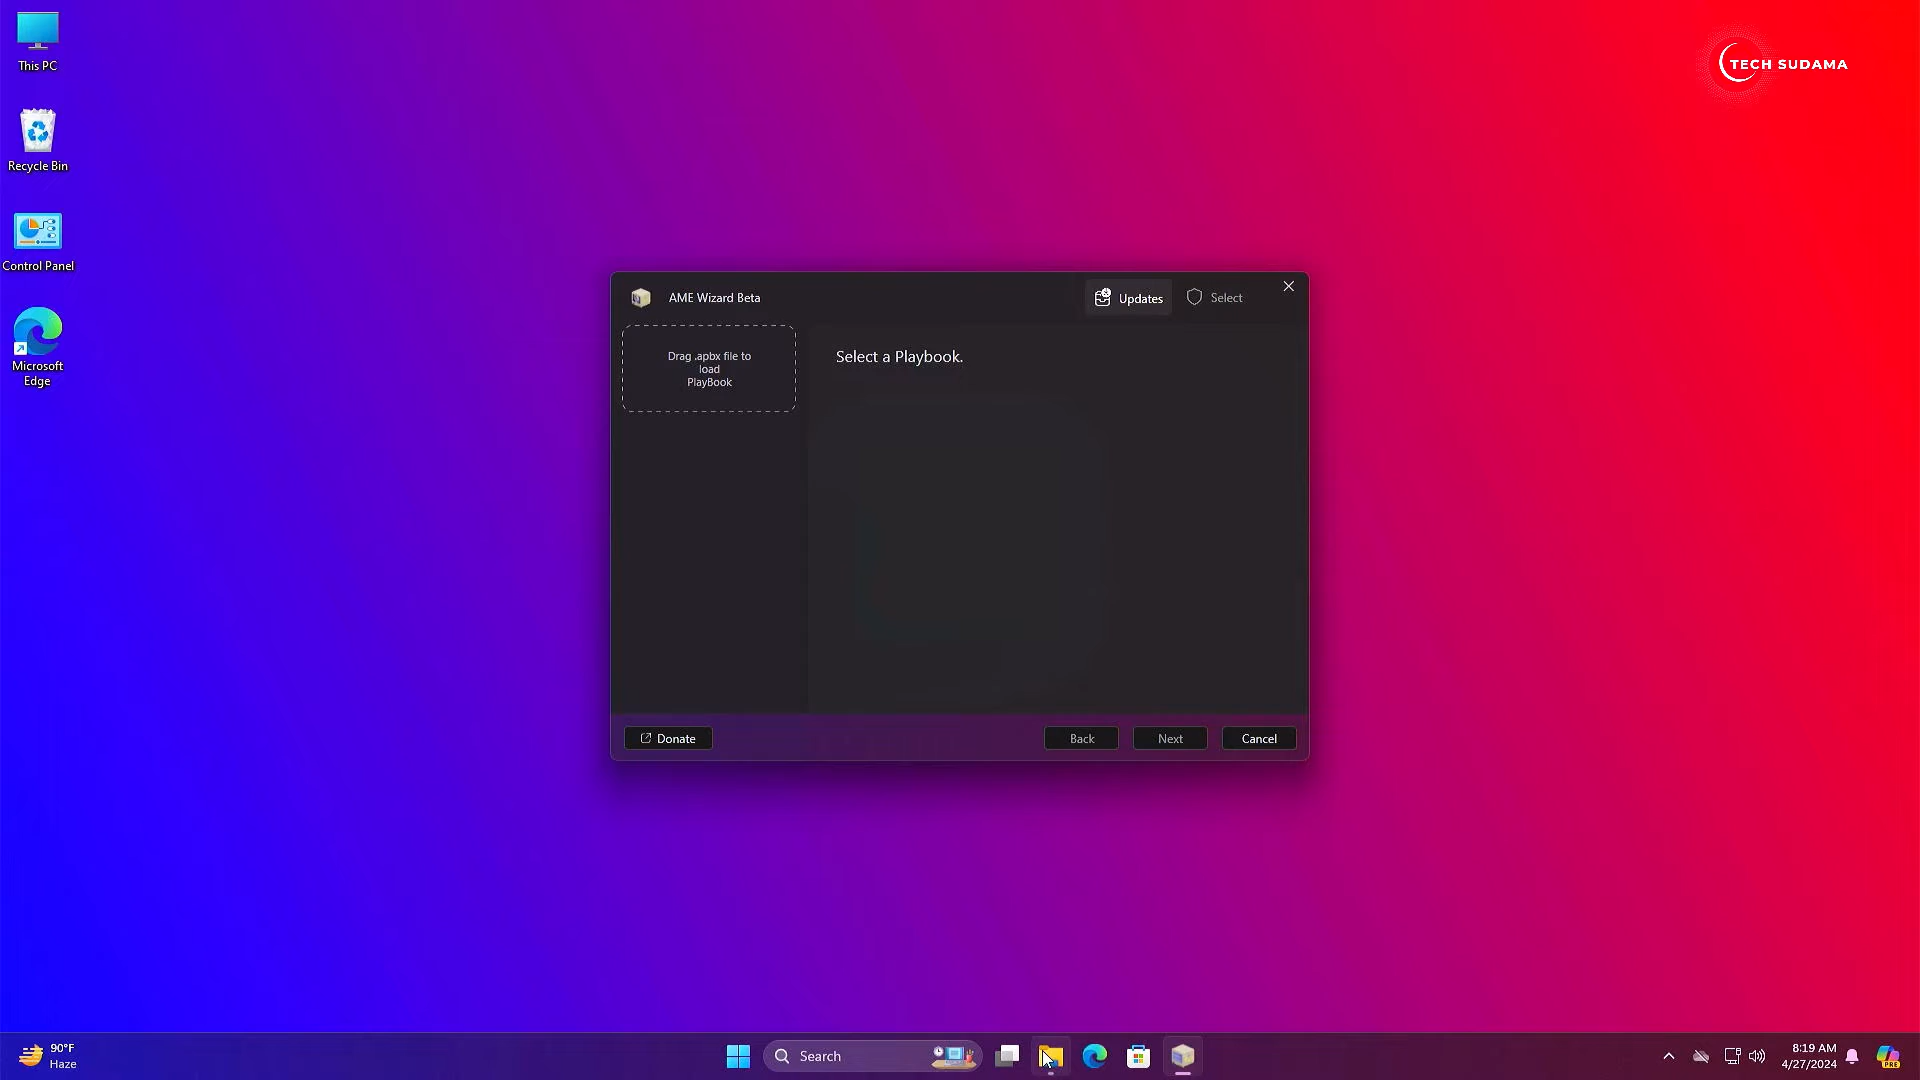 This PC
Recycle Bin
Control Panel
Microsoft
Edge
TECH SUDAMA
AME Wizard Beta
Updates
Select
Drag .apbx file to
load
PlayBook
Select a Playbook.
Donate
Back
Next
Cancel
90°F
Haze
Search
8:19 AM
4/27/2024
PRE